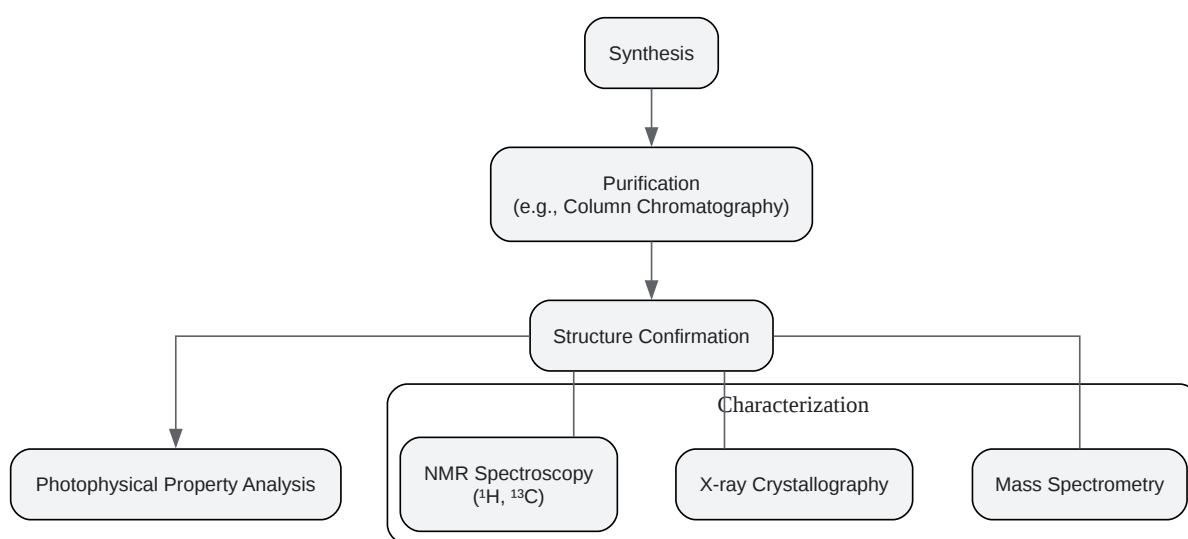 Synthesis
Purification
(e.g., Column Chromatography)
Structure Confirmation
Characterization
Photophysical Property Analysis
NMR Spectroscopy
(¹H, ¹³C)
X-ray Crystallography
Mass Spectrometry